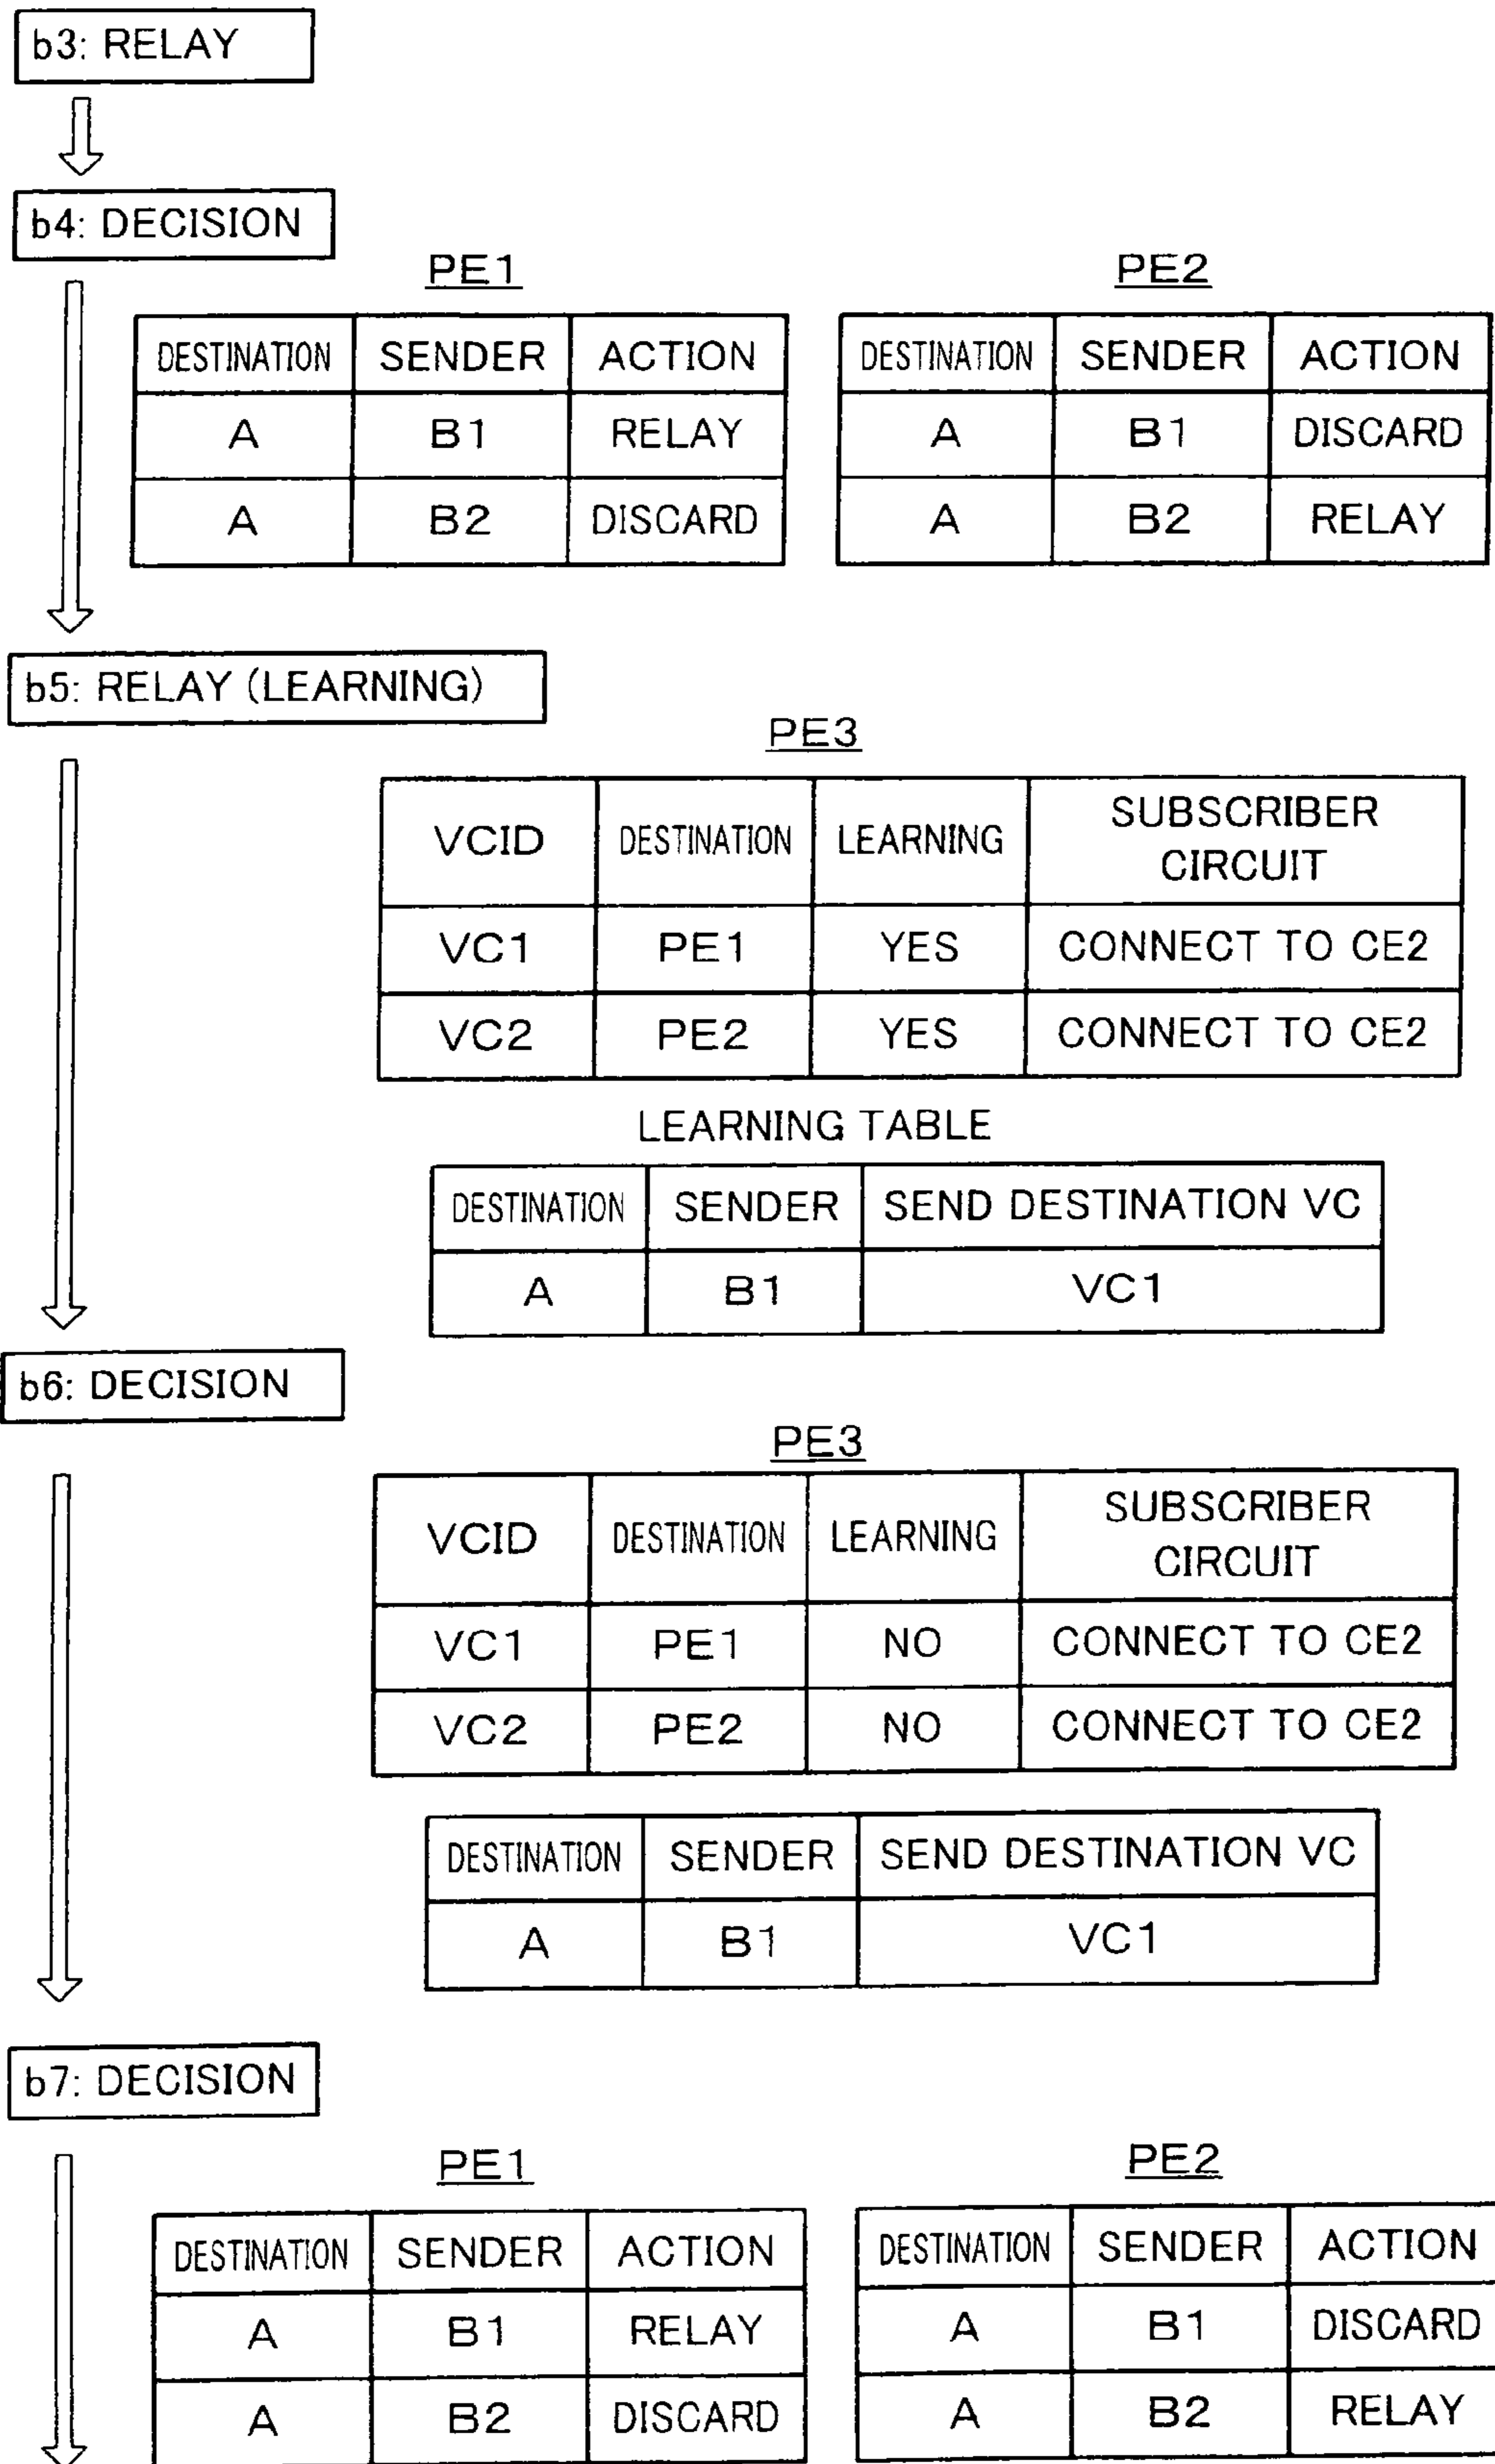 b3: RELAY
b4: DECISION
PE1
DESTINATION SENDER ACTION
A B1 RELAY
A B2 DISCARD
PE2
DESTINATION SENDER ACTION
A B1 DISCARD
A B2 RELAY
b5: RELAY (LEARNING)
PE3
VCID DESTINATION LEARNING SUBSCRIBER
CIRCUIT
VC1 PE1 YES CONNECT TO CE2
VC2 PE2 YES CONNECT TO CE2
LEARNING TABLE
DESTINATION SENDER SEND DESTINATION VC
A B1 VC1
b6: DECISION
PE3
VCID DESTINATION LEARNING SUBSCRIBER
CIRCUIT
VC1 PE1 NO CONNECT TO CE2
VC2 PE2 NO CONNECT TO CE2
DESTINATION SENDER SEND DESTINATION VC
A B1 VC1
b7: DECISION
PE1
DESTINATION SENDER ACTION
A B1 RELAY
A B2 DISCARD
PE2
DESTINATION SENDER ACTION
A B1 DISCARD
A B2 RELAY